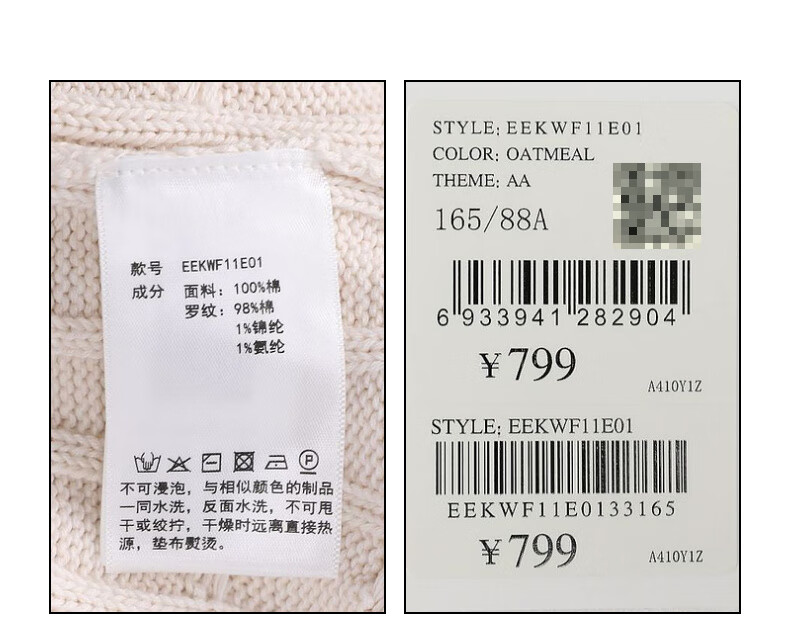 款号 EEKWF11E01
成分 面料：100%棉
罗纹：98%棉
1%锦纶
1%氨纶
P
不可浸泡，与相似颜色的制品
一同水洗，反面水洗，不可甩
干或绞拧，干燥时远离直接热
源，垫布熨烫。
STYLE: EEKWF11E01
COLOR: OATMEAL
THEME: AA
165/88A
6 933941 282904
¥799
A410Y1Z
STYLE: EEKWF11E01
EEKWF11E0133165
¥799
A410Y1Z